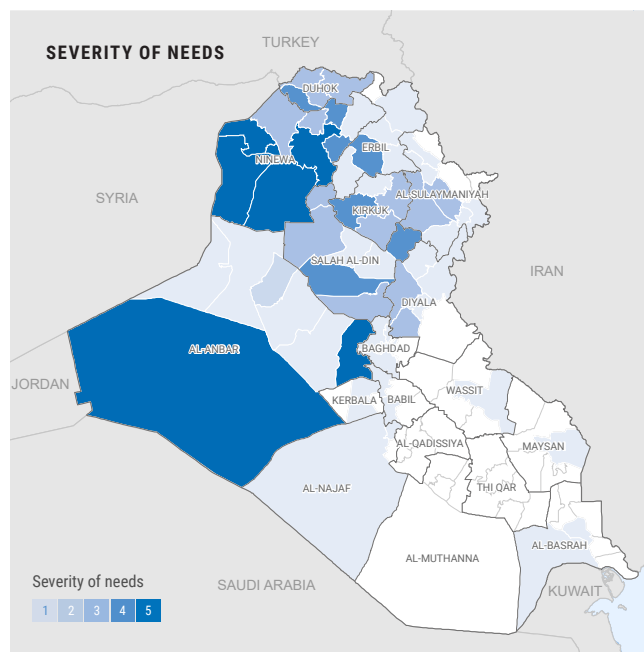 SEVERITY OF NEEDS
TURKEY
DUHOK
ERBIL
NINEWA
SYRIA
AL-SULAYMANIYAH
KIRKUK
SALAH AL-DIN
IRAN
DIYALA
AL-ANBAR
BAGHDAD
JORDAN
WASSIT
KERBALA
BABIL
AL-QADISSIYA
MAYSAN
AL-NAJAF
THI QAR
AL-BASRAH
AL-MUTHANNA
SAUDI ARABIA
KUWAIT
Severity of needs
1 2 3 4 5